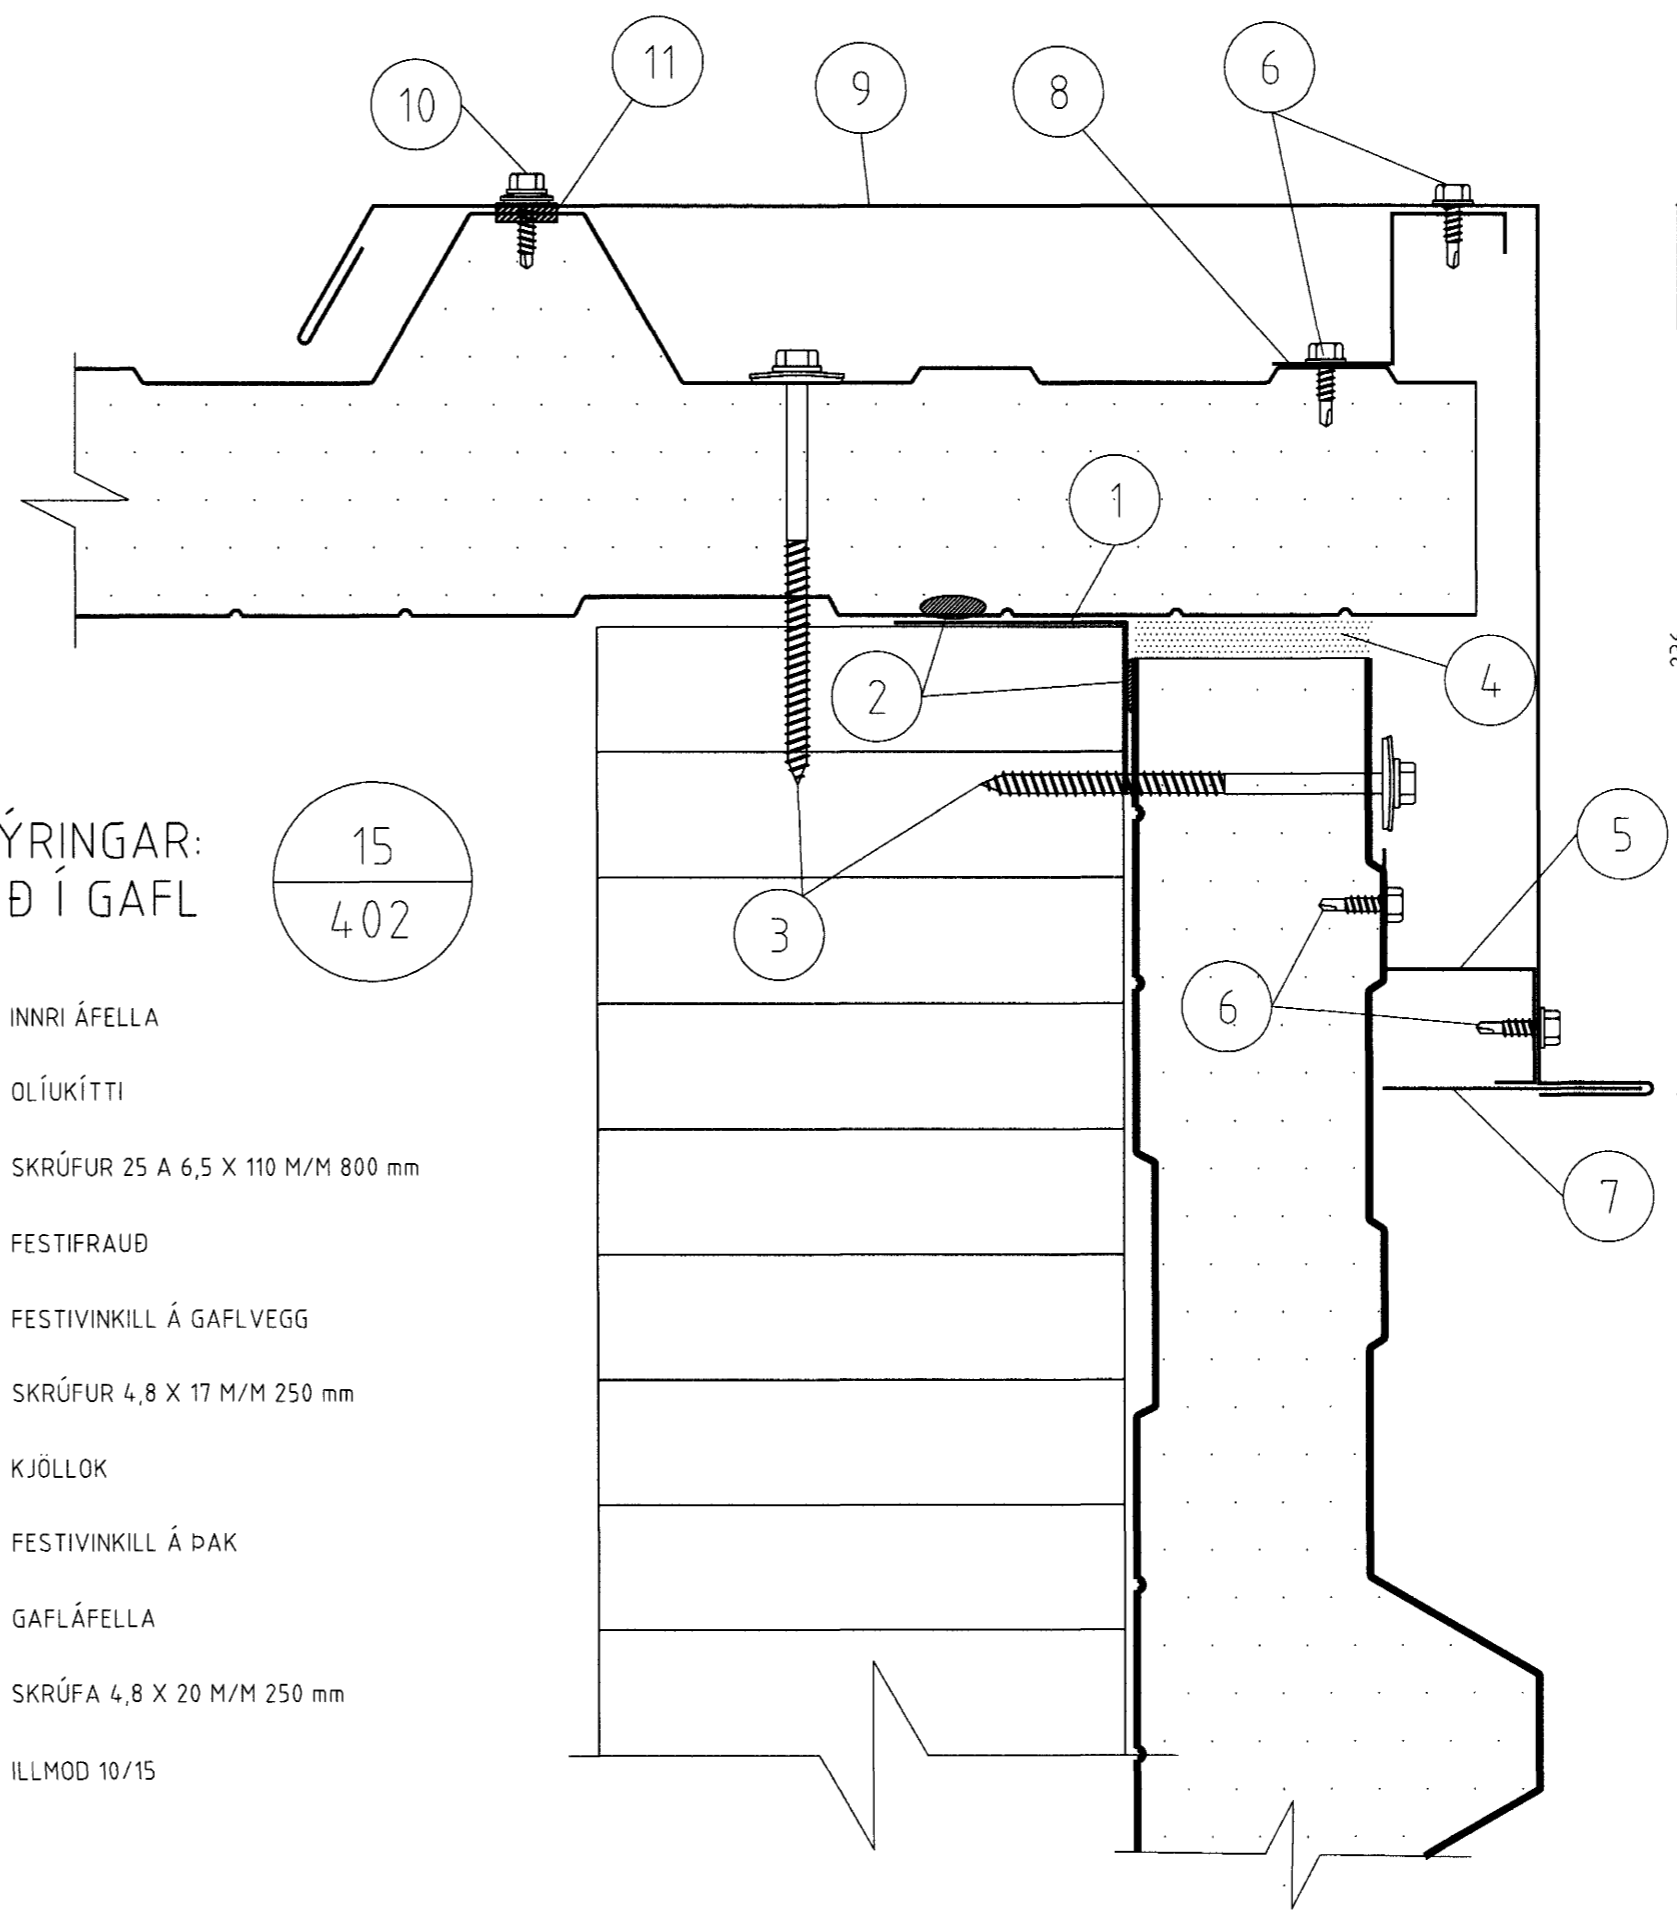 10
11
9
8
6
1
2
4
3
5
6
7
ÝRINGAR:
Ð Í GAFL
15
402
INNRI ÁFELLA
OLÍUKÍTTI
SKRÚFUR 25 A 6,5 X 110 M/M 800 mm
FESTIFRAUÐ
FESTIVINKILL Á GAFLVEGG
SKRÚFUR 4,8 X 17 M/M 250 mm
KJÖLLOK
FESTIVINKILL Á ÞAK
GAFLÁFELLA
SKRÚFA 4,8 X 20 M/M 250 mm
ILLMOD 10/15